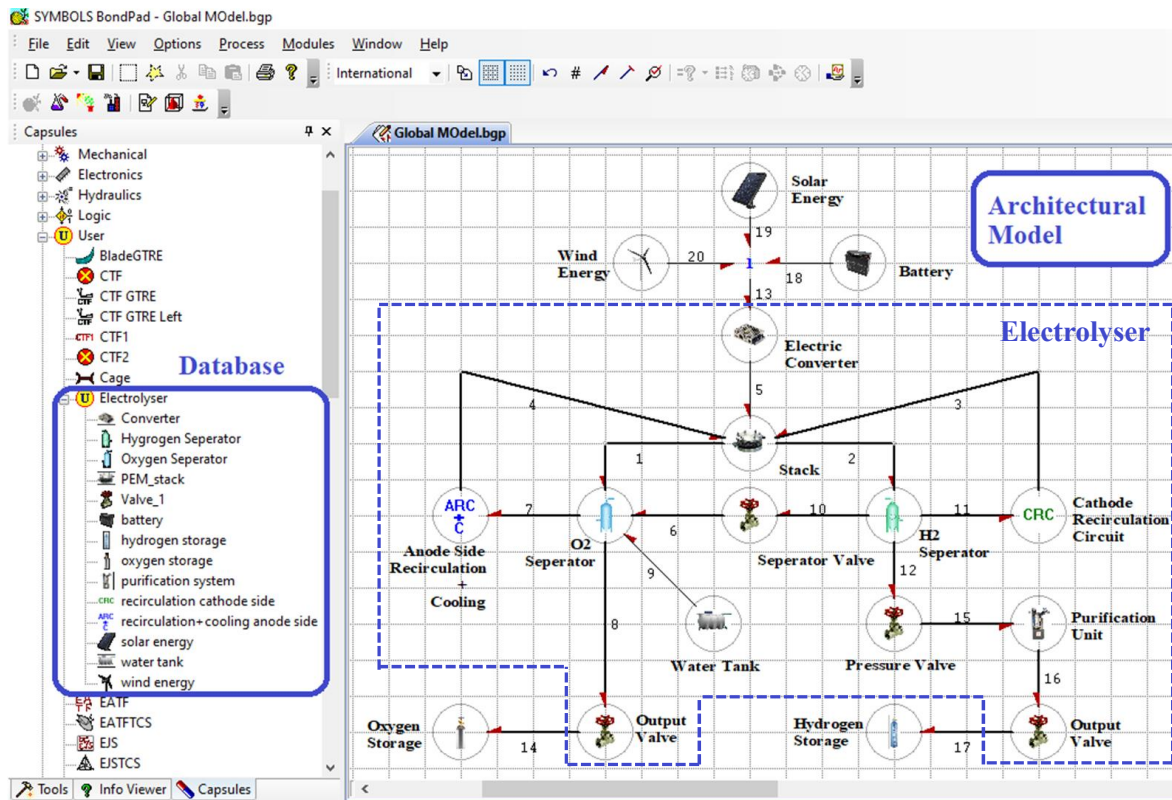 SYMBOLS BondPad - Global MOdel.bgp
File Edit View Options Process Modules Window Help
International
Capsules
Mechanical
Electronics
Hydraulics
Logic
User
BladeGTRE
CTF
CTF GTRE
CTF GTRE Left
CTF1 CTF1
CTF2
Cage
Database
Electrolyser
Converter
Hygrogen Seperator
Oxygen Seperator
PEM_stack
Valve_1
battery
hydrogen storage
oxygen storage
purification system
CRC recirculation cathode side
ARC + C recirculation+cooling anode side
solar energy
water tank
wind energy
EATF
EATFTCS
EJS
EJSTCS
Tools Info Viewer Capsules
Global MOdel.bgp
Architectural
Model
Solar
Energy
19
Wind
Energy
20
1
18
Battery
13
Electrolyser
Electric
Converter
5
4
3
Stack
1
2
ARC
+
C
7
6
10
11
CRC
Cathode
Recirculation
Circuit
Anode Side
Recirculation
+
Cooling
O2
Seperator
Seperator Valve
H2
Seperator
9
12
8
15
Purification
Unit
Water Tank
Pressure Valve
16
Oxygen
Storage
14
Output
Valve
Hydrogen
Storage
17
Output
Valve